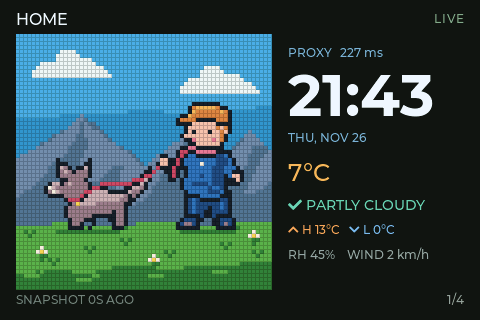 HOME
LIVE
PROXY 227 ms
21:43
THU, NOV 26
7°C
PARTLY CLOUDY
H 13°C L 0°C
RH 45% WIND 2 km/h
SNAPSHOT 0S AGO
1/4